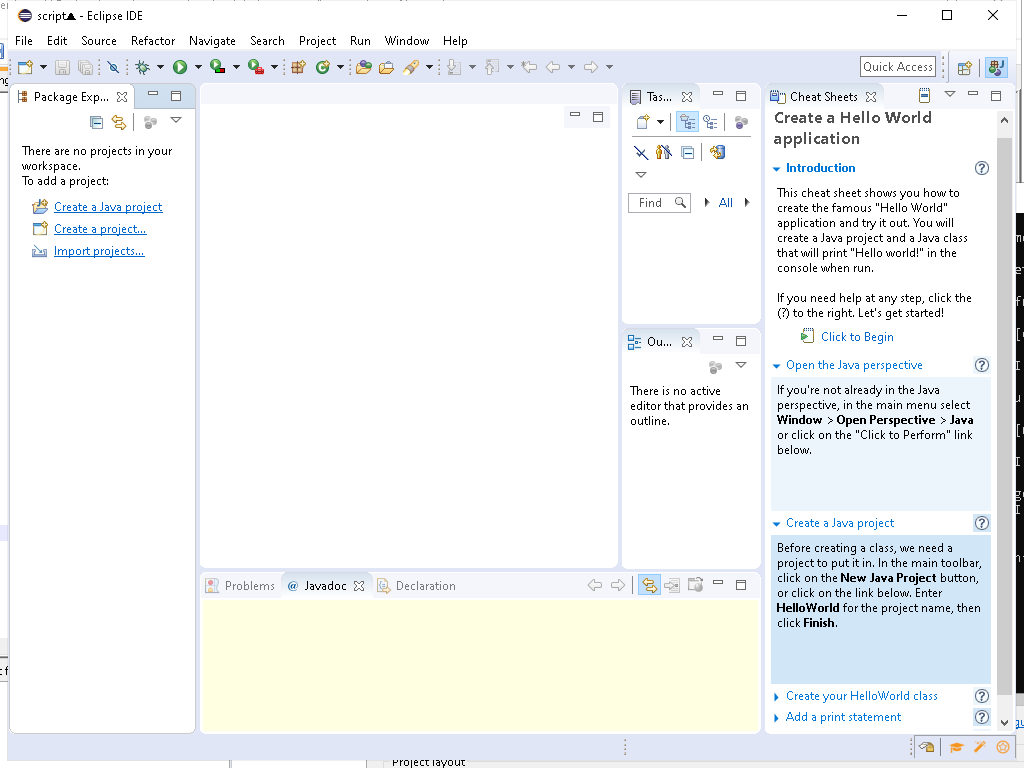 script▲ - Eclipse IDE
File Edit Source Refactor Navigate Search Project Run Window Help
Quick Access
Package Exp...
There are no projects in your
workspace.
To add a project:
Create a Java project
Create a project...
Import projects...
Tas...
Find
All
Ou...
There is no active
editor that provides an
outline.
Problems
@ Javadoc
Declaration
Cheat Sheets
Create a Hello World
application
Introduction
This cheat sheet shows you how to
create the famous "Hello World"
application and try it out. You will
create a Java project and a Java class
that will print "Hello world!" in the
console when run.
If you need help at any step, click the
(?) to the right. Let's get started!
Click to Begin
Open the Java perspective
If you're not already in the Java
perspective, in the main menu select
Window > Open Perspective > Java
or click on the "Click to Perform" link
below.
Create a Java project
Before creating a class, we need a
project to put it in. In the main toolbar,
click on the New Java Project button,
or click on the link below. Enter
HelloWorld for the project name, then
click Finish.
Create your HelloWorld class
Add a print statement
Project layout